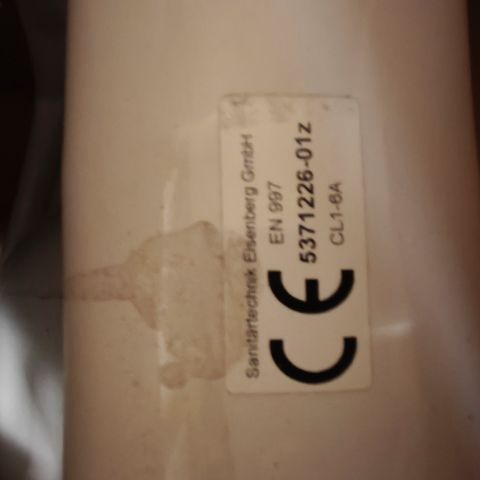 Sanitärtechnik Eisenberg GmbH
EN 997
CE 5371226-01z
CL1-6A